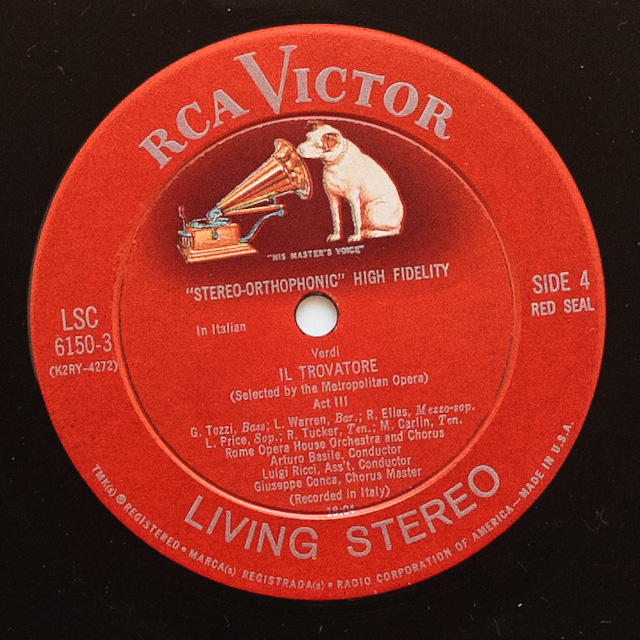 RCA VICTOR
"HIS MASTER'S VOICE"
"STEREO-ORTHOPHONIC" HIGH FIDELITY
SIDE 4
RED SEAL
LSC
6150-3
(K2RY-4272)
In Italian
Verdi
IL TROVATORE
(Selected by the Metropolitan Opera)
Act III
G. Tozzi, Bass; L. Warren, Bar.; R. Elias, Mezzo-sop.
L. Price, Sop.; R. Tucker, Ten.; M. Carlin, Ten.
Rome Opera House Orchestra and Chorus
Arturo Basile, Conductor
Luigi Ricci, Ass't. Conductor
Giuseppe Conca, Chorus Master
(Recorded in Italy)
18:04
LIVING STEREO
TMK(s) ® REGISTERED • MARCA(s) REGISTRADA(s) • RADIO CORPORATION OF AMERICA—MADE IN U.S.A.